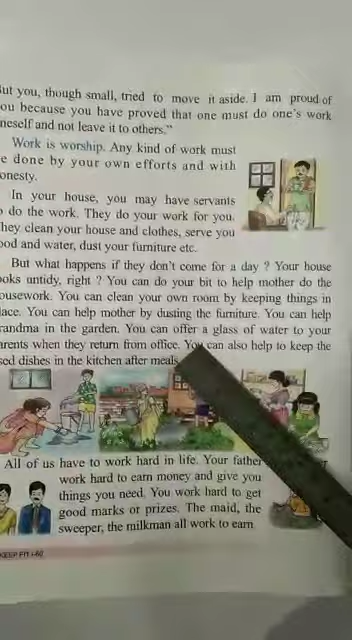 ut you, though small, tried to move it aside. I am proud of
ou because you have proved that one must do one's work
neself and not leave it to others."
Work is worship. Any kind of work must
e done by your own efforts and with
onesty.
In your house, you may have servants
o do the work. They do your work for you.
hey clean your house and clothes, serve you
ood and water, dust your furniture etc.
But what happens if they don't come for a day ? Your house
ooks untidy, right ? You can do your bit to help mother do the
ousework. You can clean your own room by keeping things in
lace. You can help mother by dusting the furniture. You can help
randma in the garden. You can offer a glass of water to your
arents when they return from office. You can also help to keep the
sed dishes in the kitchen after meals
All of us have to work hard in life. Your father
work hard to earn money and give you
things you need. You work hard to get
good marks or prizes. The maid, the
sweeper, the milkman all work to earn
KEEP FIT